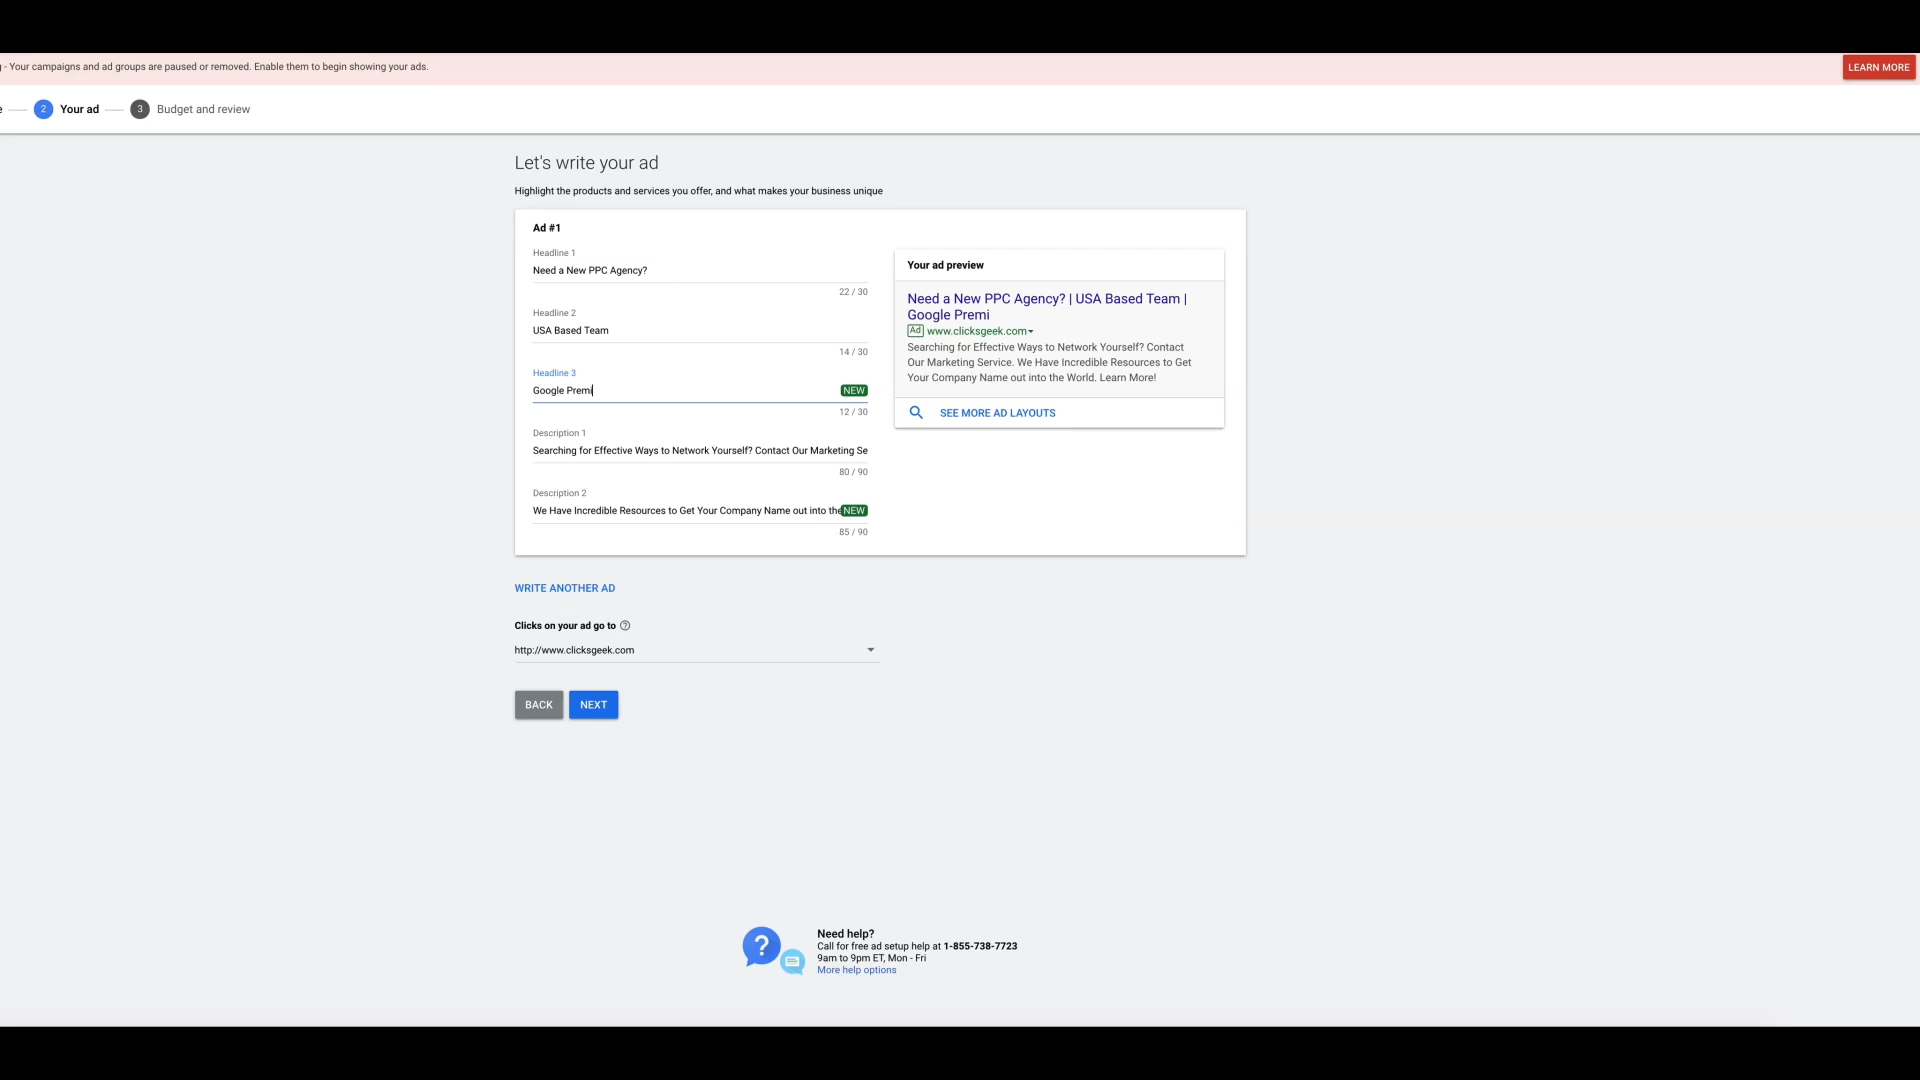 - Your campaigns and ad groups are paused or removed. Enable them to begin showing your ads.
LEARN MORE
2 Your ad 3 Budget and review
Let's write your ad
Highlight the products and services you offer, and what makes your business unique
Ad #1
Headline 1
Need a New PPC Agency?
22 / 30
Headline 2
USA Based Team
14 / 30
Headline 3
Google Premi NEW
12 / 30
Description 1
Searching for Effective Ways to Network Yourself? Contact Our Marketing Se
80 / 90
Description 2
We Have Incredible Resources to Get Your Company Name out into the NEW
85 / 90
Your ad preview
Need a New PPC Agency? | USA Based Team |
Google Premi
Ad www.clicksgeek.com
Searching for Effective Ways to Network Yourself? Contact
Our Marketing Service. We Have Incredible Resources to Get
Your Company Name out into the World. Learn More!
SEE MORE AD LAYOUTS
WRITE ANOTHER AD
Clicks on your ad go to ?
http://www.clicksgeek.com
BACK NEXT
?
Need help?
Call for free ad setup help at 1-855-738-7723
9am to 9pm ET, Mon - Fri
More help options